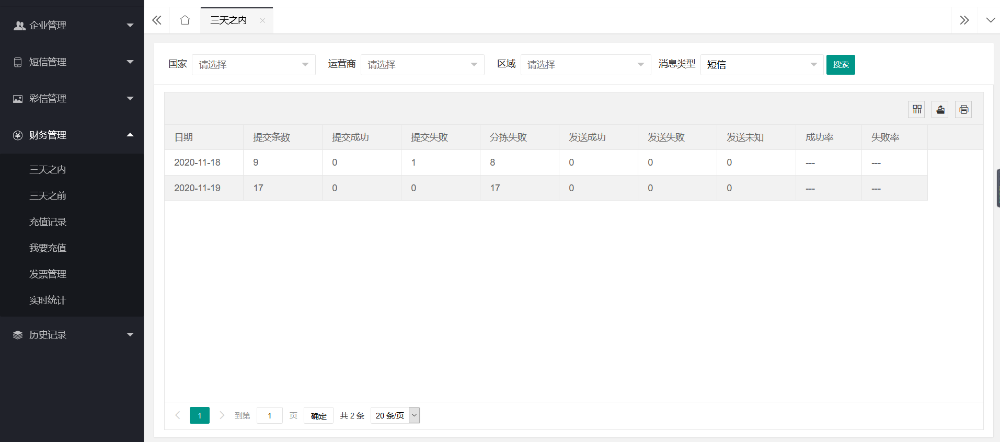 企业管理
短信管理
彩信管理
财务管理
三天之内
三天之前
充值记录
我要充值
发票管理
实时统计
历史记录
三天之内
国家 请选择 运营商 请选择 区域 请选择 消息类型 短信 搜索
日期 提交条数 提交成功 提交失败 分拣失败 发送成功 发送失败 发送未知 成功率 失败率
2020-11-18 9 0 1 8 0 0 0 --- ---
2020-11-19 17 0 0 17 0 0 0 --- ---
1 到第 1 页 确定 共 2 条 20 条/页